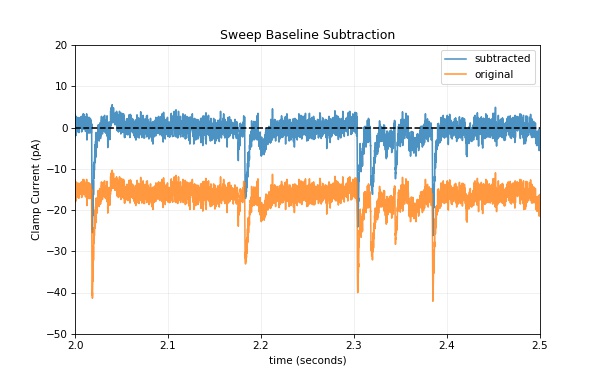 Sweep Baseline Subtraction
subtracted
original
Clamp Current (pA)
20
10
0
−10
−20
−30
−40
−50
2.0 2.1 2.2 2.3 2.4 2.5
time (seconds)